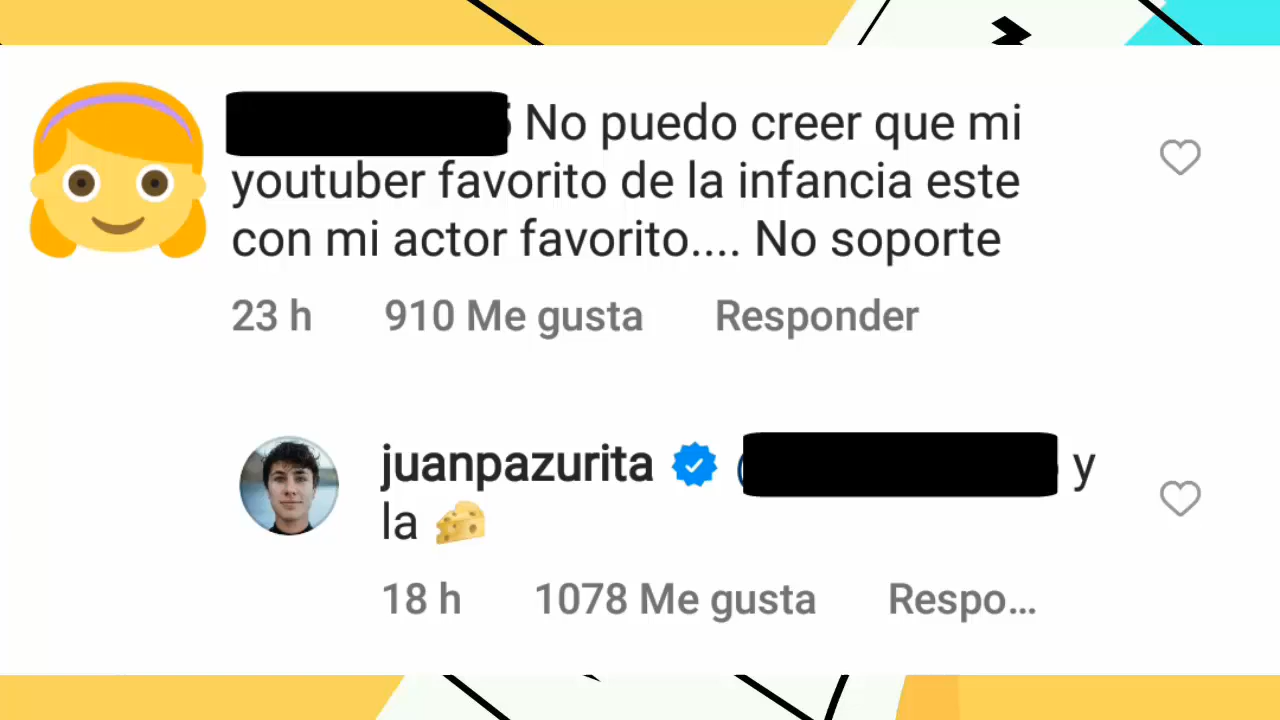 No puedo creer que mi
youtuber favorito de la infancia este
con mi actor favorito.... No soporte
23 h 910 Me gusta Responder
juanpazurita y
la 🧀
18 h 1078 Me gusta Respo...